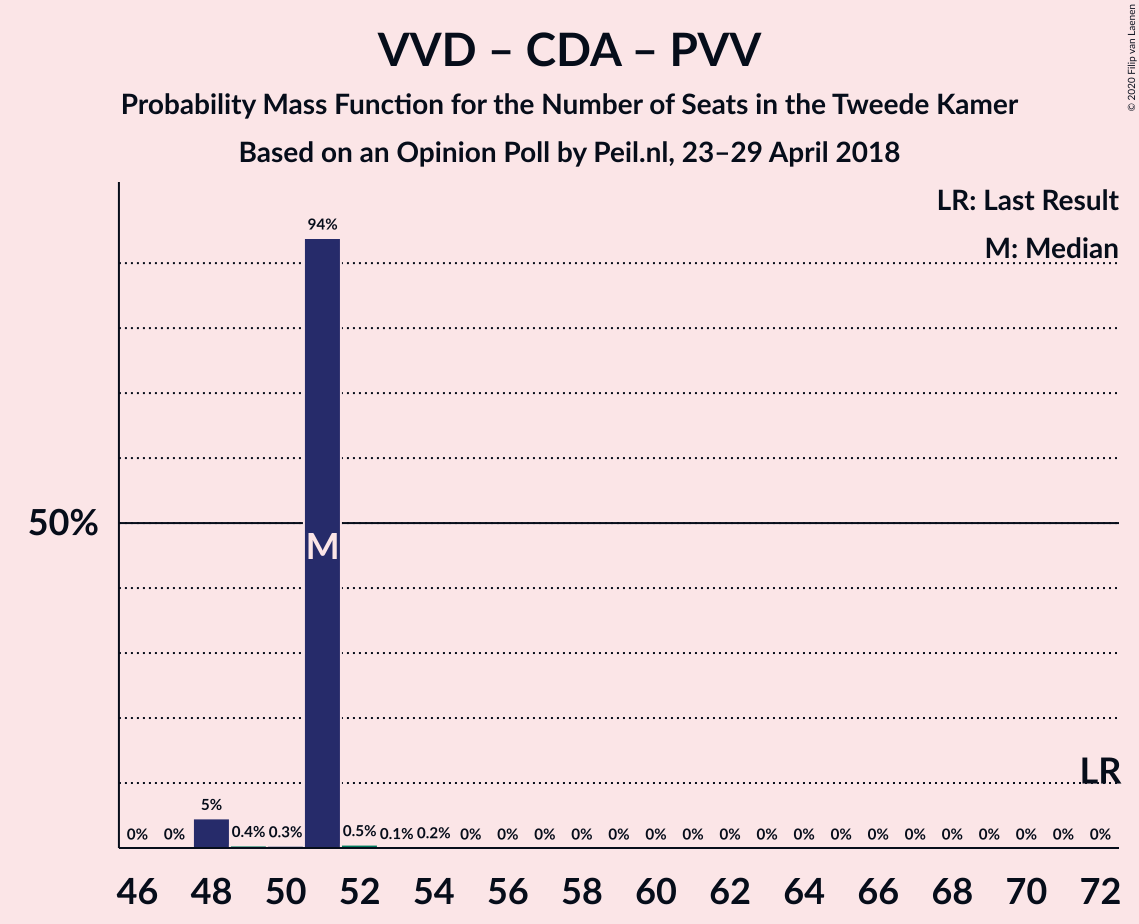 VVD – CDA – PVV
Probability Mass Function for the Number of Seats in the Tweede Kamer
Based on an Opinion Poll by Peil.nl, 23–29 April 2018
© 2020 Filip van Laenen
LR: Last Result
M: Median
94%
50%
M
LR
5%
0% 0% 0.4% 0.3% 0.5% 0.1% 0.2% 0% 0% 0% 0% 0% 0% 0% 0% 0% 0% 0% 0% 0% 0% 0% 0% 0% 0%
46 48 50 52 54 56 58 60 62 64 66 68 70 72